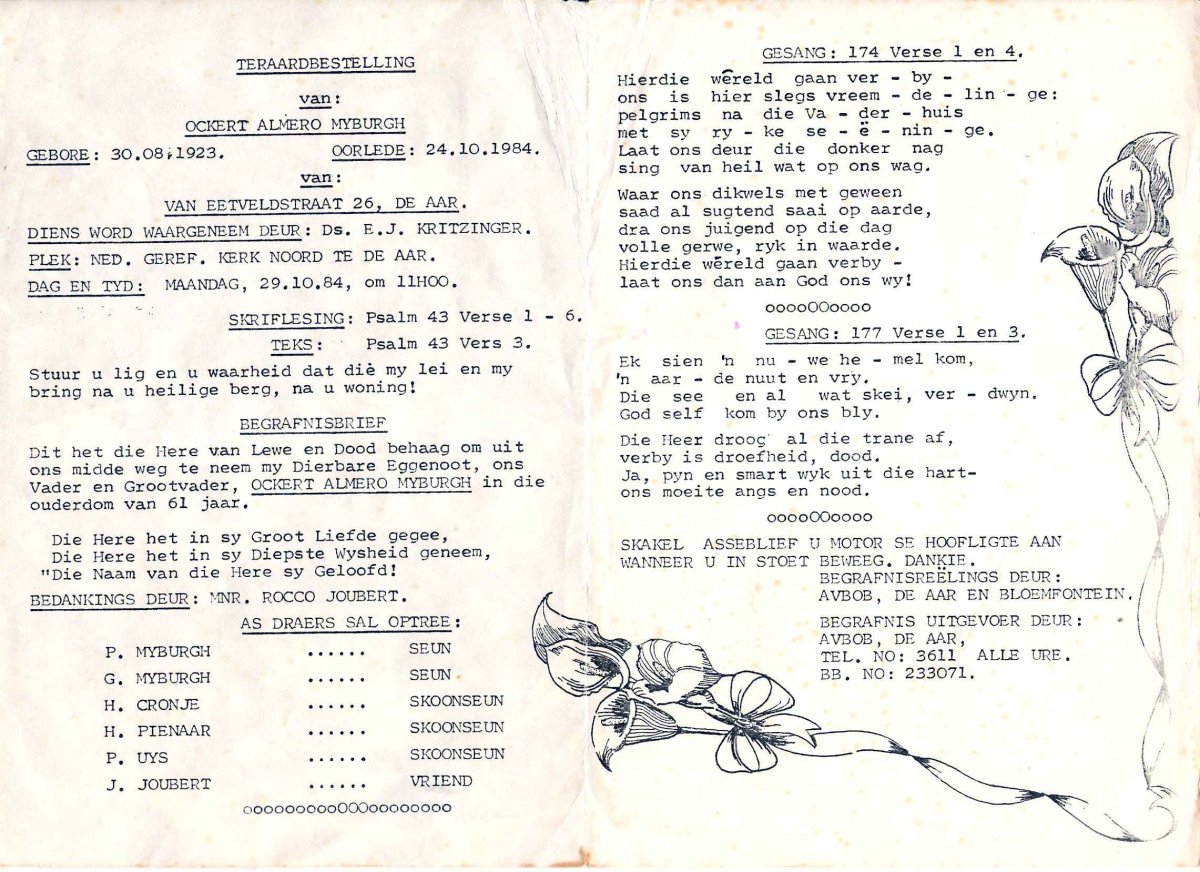 TERAARDBESTELLING
van:
OCKERT ALMERO MYBURGH
GEBORE: 30.08.1923. OORLEDE: 24.10.1984.
van:
VAN EETVELDSTRAAT 26, DE AAR.
DIENS WORD WAARGENEEM DEUR: Ds. E.J. KRITZINGER.
PLEK: NED. GEREF. KERK NOORD TE DE AAR.
DAG EN TYD: MAANDAG, 29.10.84, om 11H00.
SKRIFLESING: Psalm 43 Verse 1 - 6.
TEKS: Psalm 43 Vers 3.
Stuur u lig en u waarheid dat diè my lei en my
bring na u heilige berg, na u woning!
BEGRAFNISBRIEF
Dit het die Here van Lewe en Dood behaag om uit
ons midde weg te neem my Dierbare Eggenoot, ons
Vader en Grootvader, OCKERT ALMERO MYBURGH in die
ouderdom van 61 jaar.
Die Here het in sy Groot Liefde gegee,
Die Here het in sy Diepste Wysheid geneem,
"Die Naam van die Here sy Geloofd!
BEDANKINGS DEUR: MNR. ROCCO JOUBERT.
AS DRAERS SAL OPTREE:
P. MYBURGH ...... SEUN
G. MYBURGH ...... SEUN
H. CRONJE ...... SKOONSEUN
H. PIENAAR ...... SKOONSEUN
P. UYS ...... SKOONSEUN
J. JOUBERT ...... VRIEND
oooooooooOOOooooooooo
GESANG: 174 Verse 1 en 4.
Hierdie wêreld gaan ver - by -
ons is hier slegs vreem - de - lin - ge:
pelgrims na die Va - der - huis
met sy ry - ke se - ë - nin - ge.
Laat ons deur die donker nag
sing van heil wat op ons wag.
Waar ons dikwels met geween
saad al sugtend saai op aarde,
dra ons juigend op die dag
volle gerwe, ryk in waarde.
Hierdie wêreld gaan verby -
laat ons dan aan God ons wy!
ooooOOoooo
GESANG: 177 Verse 1 en 3.
Ek sien 'n nu - we he - mel kom,
'n aar - de nuut en vry.
Die see en al wat skei, ver - dwyn.
God self kom by ons bly.
Die Heer droog al die trane af,
verby is droefheid, dood.
Ja, pyn en smart wyk uit die hart-
ons moeite angs en nood.
ooooOOoooo
SKAKEL ASSEBLIEF U MOTOR SE HOOFLIGTE AAN
WANNEER U IN STOET BEWEEG. DANKIE.
BEGRAFNISREËLINGS DEUR:
AVBOB, DE AAR EN BLOEMFONTEIN.
BEGRAFNIS UITGEVOER DEUR:
AVBOB, DE AAR,
TEL. NO: 3611 ALLE URE.
BB. NO: 233071.